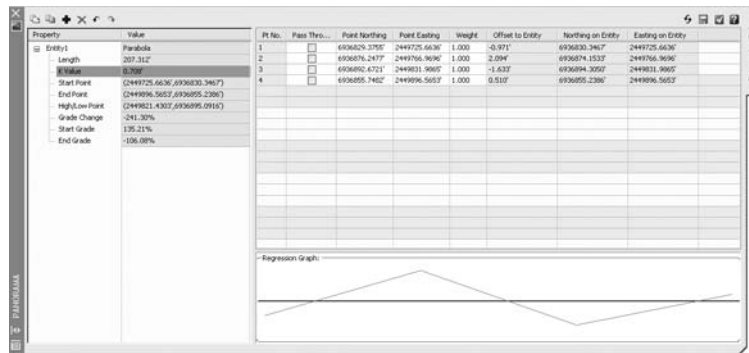 Property Value
Entity1 Parabola
Length 207.312'
K Value 0.709'
Start Point (2449725.6636',6936830.3467')
End Point (2449896.5653',6936855.2386')
High/Low Point (2449821.4303',6936895.0916')
Grade Change -241.30%
Start Grade 135.21%
End Grade -106.08%
Pt No. Pass Thro... Point Northing Point Easting Weight Offset to Entity Northing on Entity Easting on Entity
1 6936829.3755' 2449725.6636' 1.000 -0.971' 6936830.3467' 2449725.6636'
2 6936876.2477' 2449766.9696' 1.000 2.094' 6936874.1533' 2449766.9696'
3 6936892.6721' 2449831.9865' 1.000 -1.633' 6936894.3050' 2449831.9865'
4 6936855.7482' 2449896.5653' 1.000 0.510' 6936855.2386' 2449896.5653'
Regression Graph:
PANORAMA